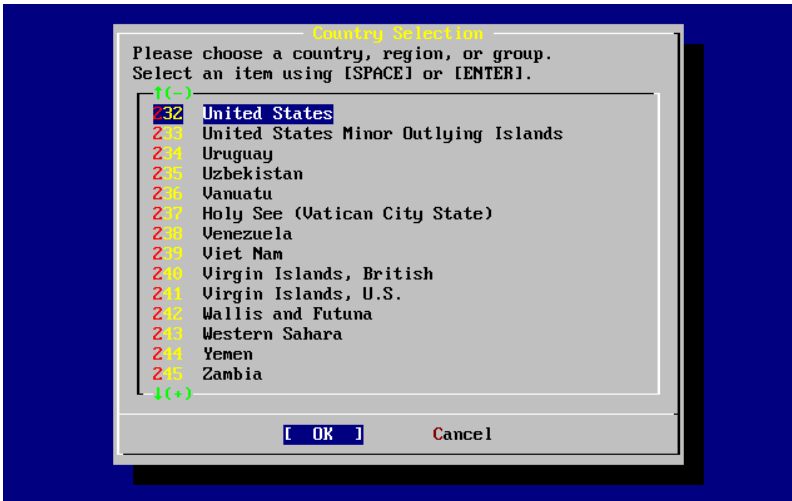 Country Selection
Please choose a country, region, or group.
Select an item using [SPACE] or [ENTER].
↑(-)
232 United States
233 United States Minor Outlying Islands
234 Uruguay
235 Uzbekistan
236 Vanuatu
237 Holy See (Vatican City State)
238 Venezuela
239 Viet Nam
240 Virgin Islands, British
241 Virgin Islands, U.S.
242 Wallis and Futuna
243 Western Sahara
244 Yemen
245 Zambia
↓(+)
[ OK ] Cancel